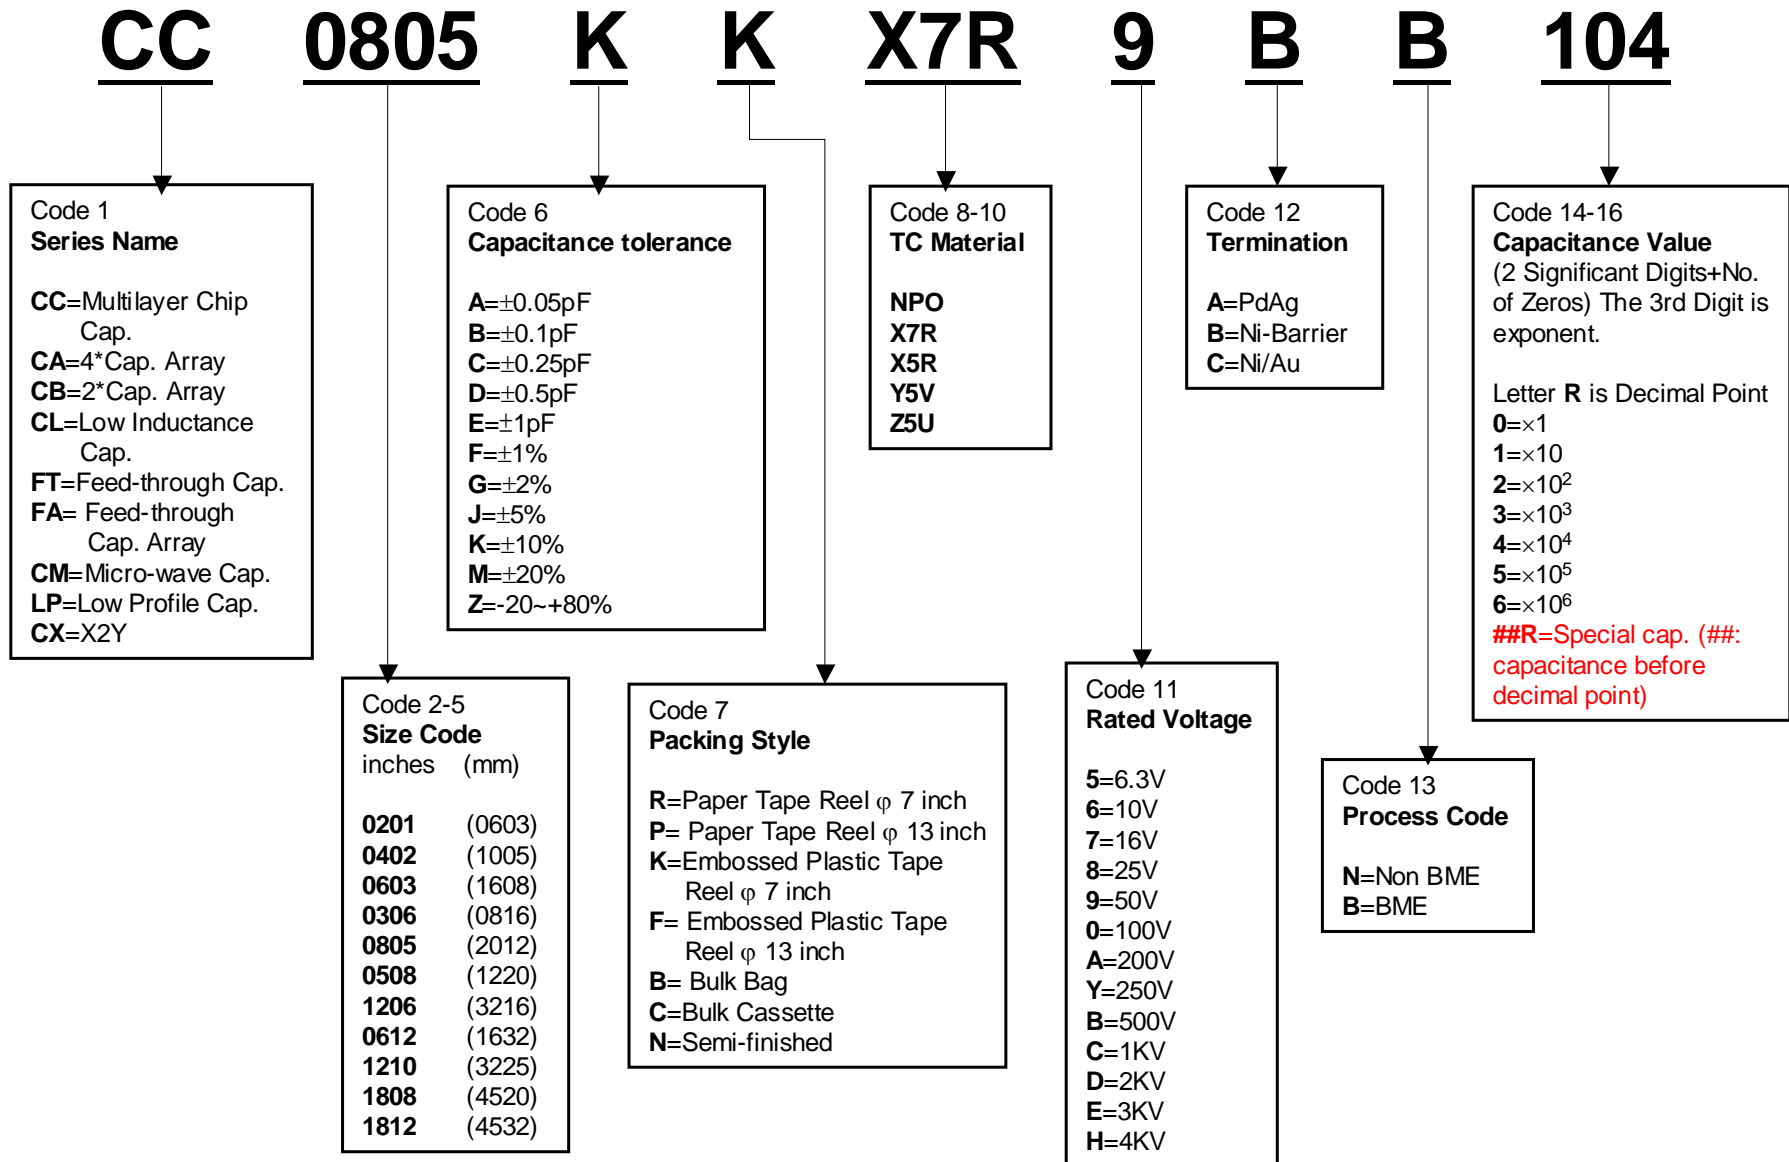 CC 0805 K K X7R 9 B B 104
Code 1
Series Name
CC=Multilayer Chip
Cap.
CA=4*Cap. Array
CB=2*Cap. Array
CL=Low Inductance
Cap.
FT=Feed-through Cap.
FA= Feed-through
Cap. Array
CM=Micro-wave Cap.
LP=Low Profile Cap.
CX=X2Y
Code 6
Capacitance tolerance
A=±0.05pF
B=±0.1pF
C=±0.25pF
D=±0.5pF
E=±1pF
F=±1%
G=±2%
J=±5%
K=±10%
M=±20%
Z=-20~+80%
Code 8-10
TC Material
NPO
X7R
X5R
Y5V
Z5U
Code 12
Termination
A=PdAg
B=Ni-Barrier
C=Ni/Au
Code 14-16
Capacitance Value
(2 Significant Digits+No.
of Zeros) The 3rd Digit is
exponent.
Letter R is Decimal Point
0=×1
1=×10
2=×10²
3=×10³
4=×10⁴
5=×10⁵
6=×10⁶
##R=Special cap. (##:
capacitance before
decimal point)
Code 2-5
Size Code
inches (mm)
0201 (0603)
0402 (1005)
0603 (1608)
0306 (0816)
0805 (2012)
0508 (1220)
1206 (3216)
0612 (1632)
1210 (3225)
1808 (4520)
1812 (4532)
Code 7
Packing Style
R=Paper Tape Reel φ 7 inch
P= Paper Tape Reel φ 13 inch
K=Embossed Plastic Tape
Reel φ 7 inch
F= Embossed Plastic Tape
Reel φ 13 inch
B= Bulk Bag
C=Bulk Cassette
N=Semi-finished
Code 11
Rated Voltage
5=6.3V
6=10V
7=16V
8=25V
9=50V
0=100V
A=200V
Y=250V
B=500V
C=1KV
D=2KV
E=3KV
H=4KV
Code 13
Process Code
N=Non BME
B=BME